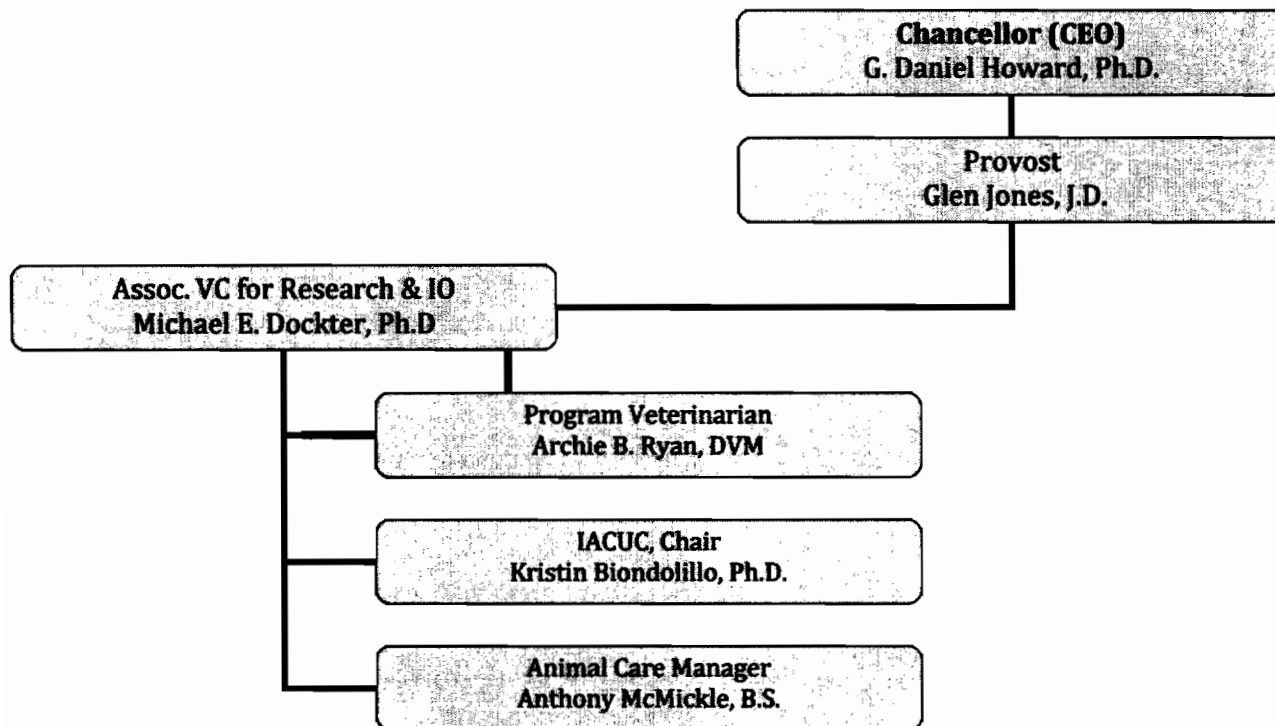 Chancellor (CEO)
G. Daniel Howard, Ph.D.
Provost
Glen Jones, J.D.
Assoc. VC for Research & IO
Michael E. Dockter, Ph.D
Program Veterinarian
Archie B. Ryan, DVM
IACUC, Chair
Kristin Biondolillo, Ph.D.
Animal Care Manager
Anthony McMickle, B.S.